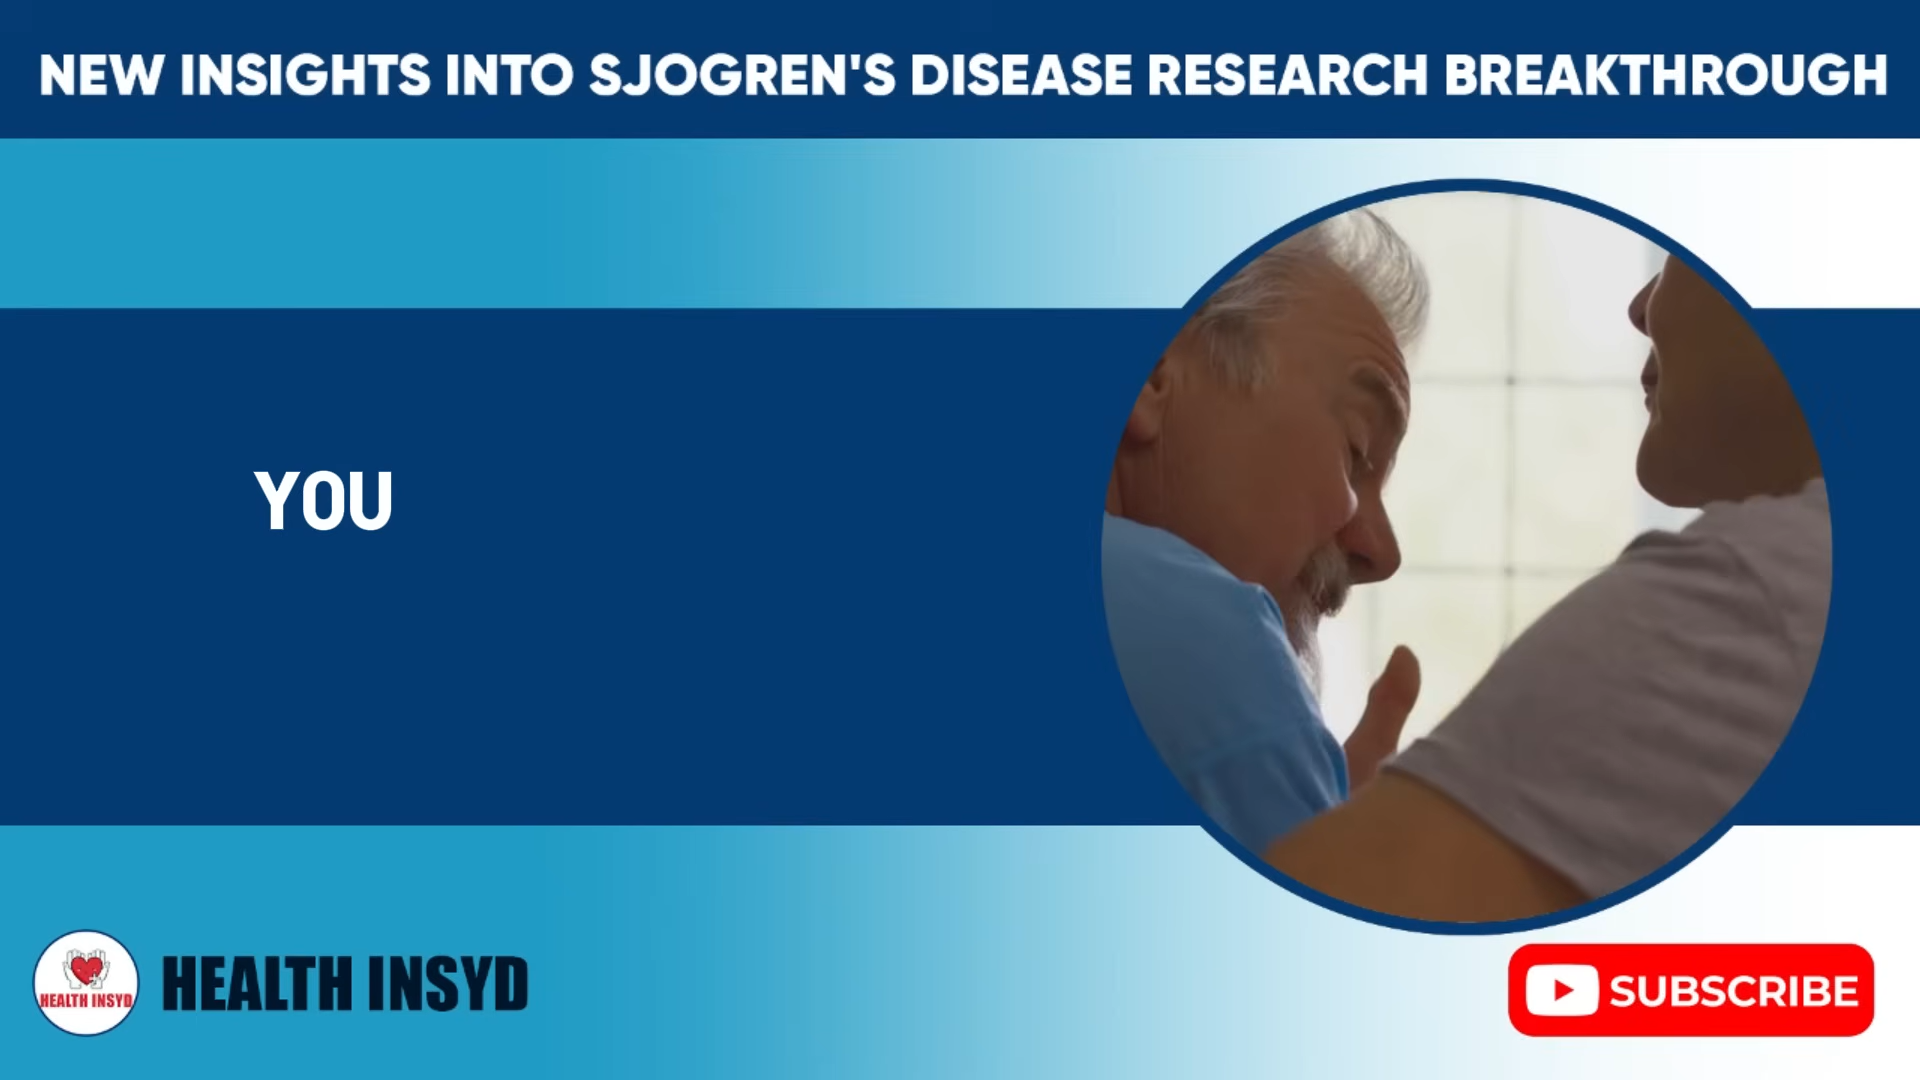 NEW INSIGHTS INTO SJOGREN'S DISEASE RESEARCH BREAKTHROUGH
YOU
HEALTH INSYD
HEALTH INSYD
SUBSCRIBE